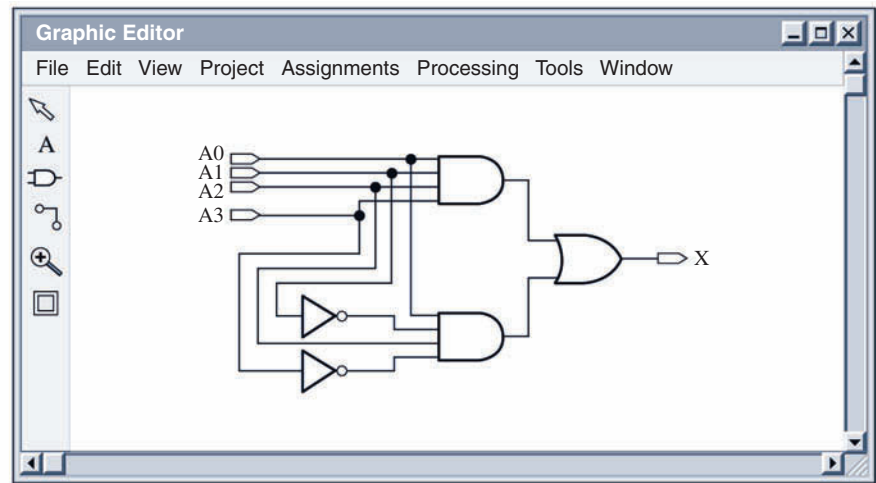 Graphic Editor
File Edit View Project Assignments Processing Tools Window
A
A0
A1
A2
A3
X